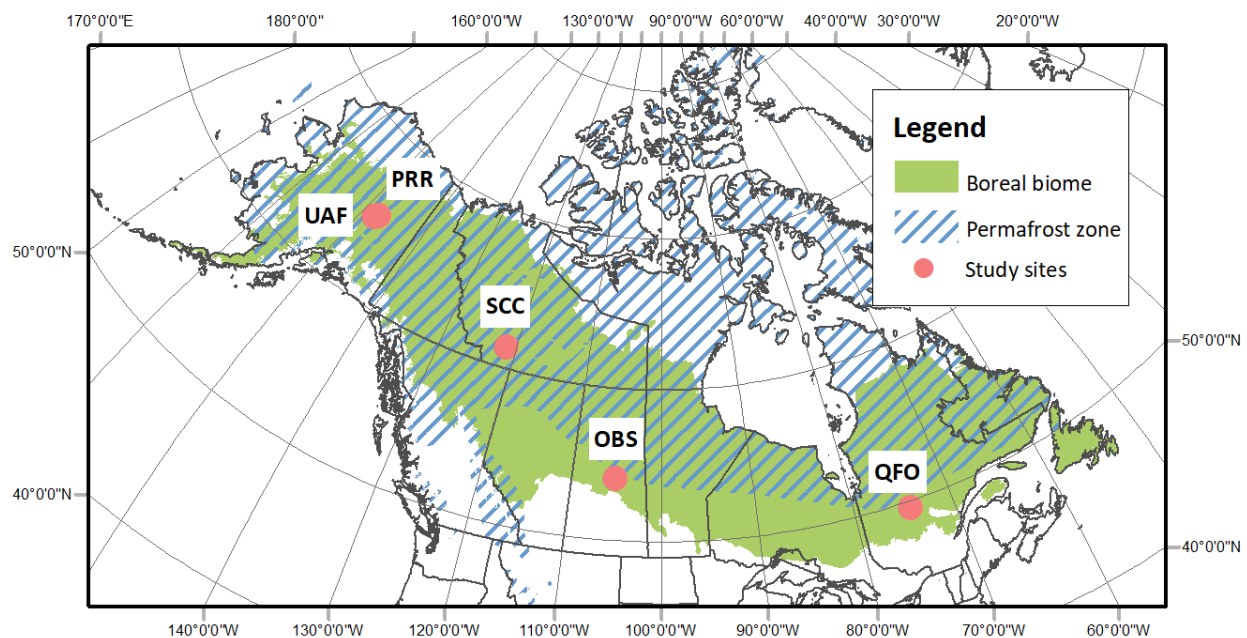 170°0'0"E 180°0'0" 160°0'0"W 130°0'0"W 90°0'0"W 60°0'0"W 40°0'0"W 30°0'0"W 20°0'0"W
Legend
Boreal biome
Permafrost zone
Study sites
PRR
UAF
SCC
OBS
QFO
50°0'0"N
40°0'0"N
50°0'0"N
40°0'0"N
140°0'0"W 130°0'0"W 120°0'0"W 110°0'0"W 100°0'0"W 90°0'0"W 80°0'0"W 70°0'0"W 60°0'0"W